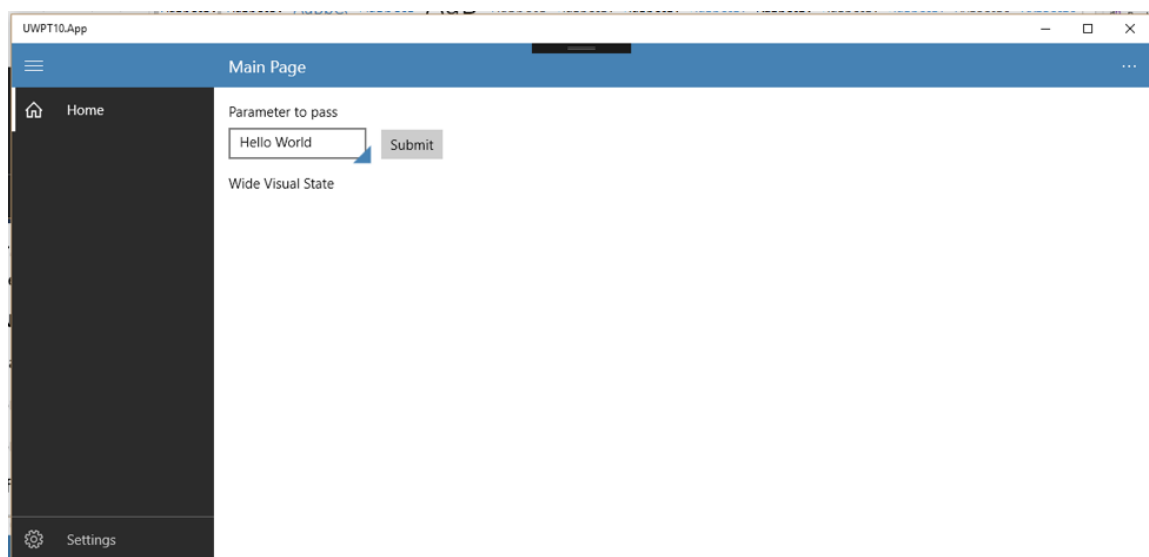 UWPT10.App
Main Page
Home
Parameter to pass
Hello World
Submit
Wide Visual State
Settings